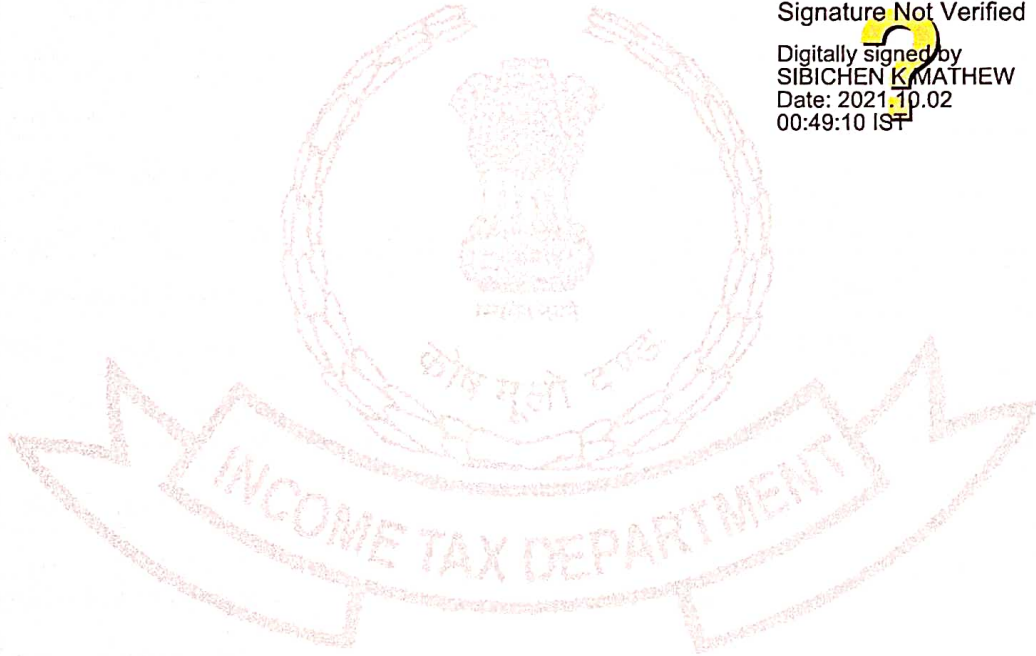 Signature Not Verified
Digitally signed by
SIBICHEN K MATHEW
Date: 2021.10.02
00:49:10 IST
कोष मूलो दण्ड
INCOME TAX DEPARTMENT